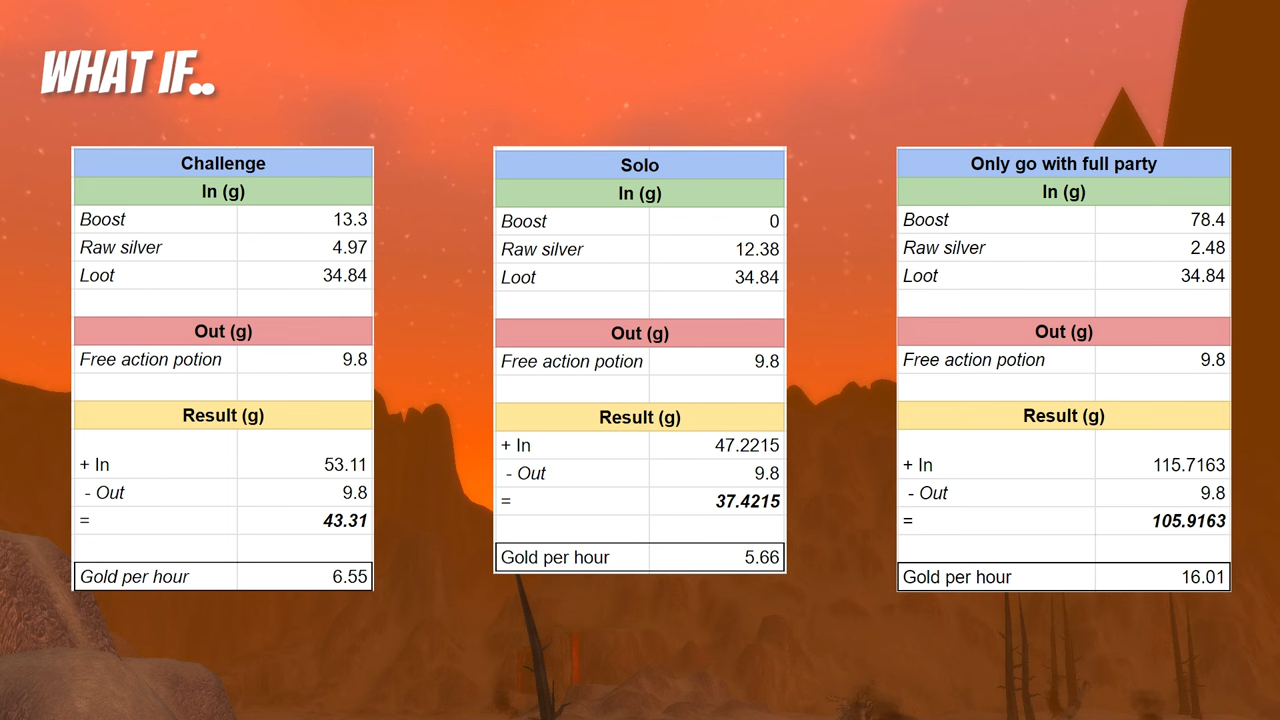 WHAT IF..
Challenge
In (g)
Boost 13.3
Raw silver 4.97
Loot 34.84
Out (g)
Free action potion 9.8
Result (g)
+ In 53.11
- Out 9.8
= 43.31
Gold per hour 6.55
Solo
In (g)
Boost 0
Raw silver 12.38
Loot 34.84
Out (g)
Free action potion 9.8
Result (g)
+ In 47.2215
- Out 9.8
= 37.4215
Gold per hour 5.66
Only go with full party
In (g)
Boost 78.4
Raw silver 2.48
Loot 34.84
Out (g)
Free action potion 9.8
Result (g)
+ In 115.7163
- Out 9.8
= 105.9163
Gold per hour 16.01